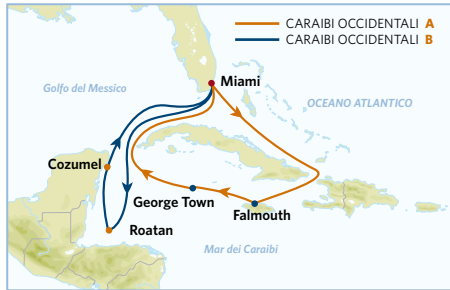 CARAIBI OCCIDENTALI A
CARAIBI OCCIDENTALI B
Miami
Golfo del Messico
OCEANO ATLANTICO
Cozumel
George Town
Falmouth
Roatan
Mar dei Caraibi